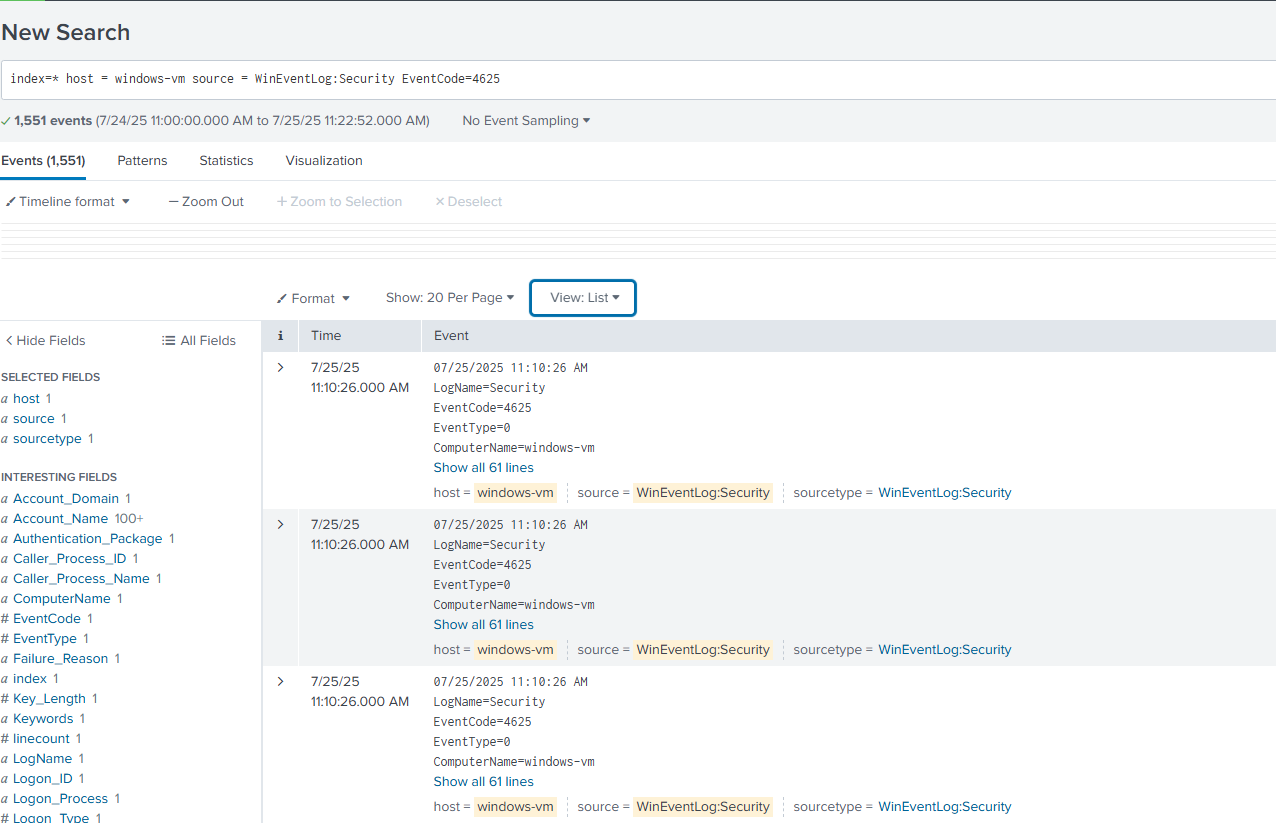 New Search
index=* host = windows-vm source = WinEventLog:Security EventCode=4625
1,551 events (7/24/25 11:00:00.000 AM to 7/25/25 11:22:52.000 AM) No Event Sampling
Events (1,551) Patterns Statistics Visualization
Timeline format — Zoom Out + Zoom to Selection × Deselect
Format Show: 20 Per Page View: List
< Hide Fields All Fields
i Time Event
SELECTED FIELDS
a host 1
a source 1
a sourcetype 1
INTERESTING FIELDS
a Account_Domain 1
a Account_Name 100+
a Authentication_Package 1
a Caller_Process_ID 1
a Caller_Process_Name 1
a ComputerName 1
# EventCode 1
# EventType 1
a Failure_Reason 1
a index 1
# Key_Length 1
a Keywords 1
# linecount 1
a LogName 1
a Logon_ID 1
a Logon_Process 1
# Logon_Type 1
> 7/25/25 07/25/2025 11:10:26 AM
11:10:26.000 AM LogName=Security
EventCode=4625
EventType=0
ComputerName=windows-vm
Show all 61 lines
host = windows-vm source = WinEventLog:Security sourcetype = WinEventLog:Security
> 7/25/25 07/25/2025 11:10:26 AM
11:10:26.000 AM LogName=Security
EventCode=4625
EventType=0
ComputerName=windows-vm
Show all 61 lines
host = windows-vm source = WinEventLog:Security sourcetype = WinEventLog:Security
> 7/25/25 07/25/2025 11:10:26 AM
11:10:26.000 AM LogName=Security
EventCode=4625
EventType=0
ComputerName=windows-vm
Show all 61 lines
host = windows-vm source = WinEventLog:Security sourcetype = WinEventLog:Security